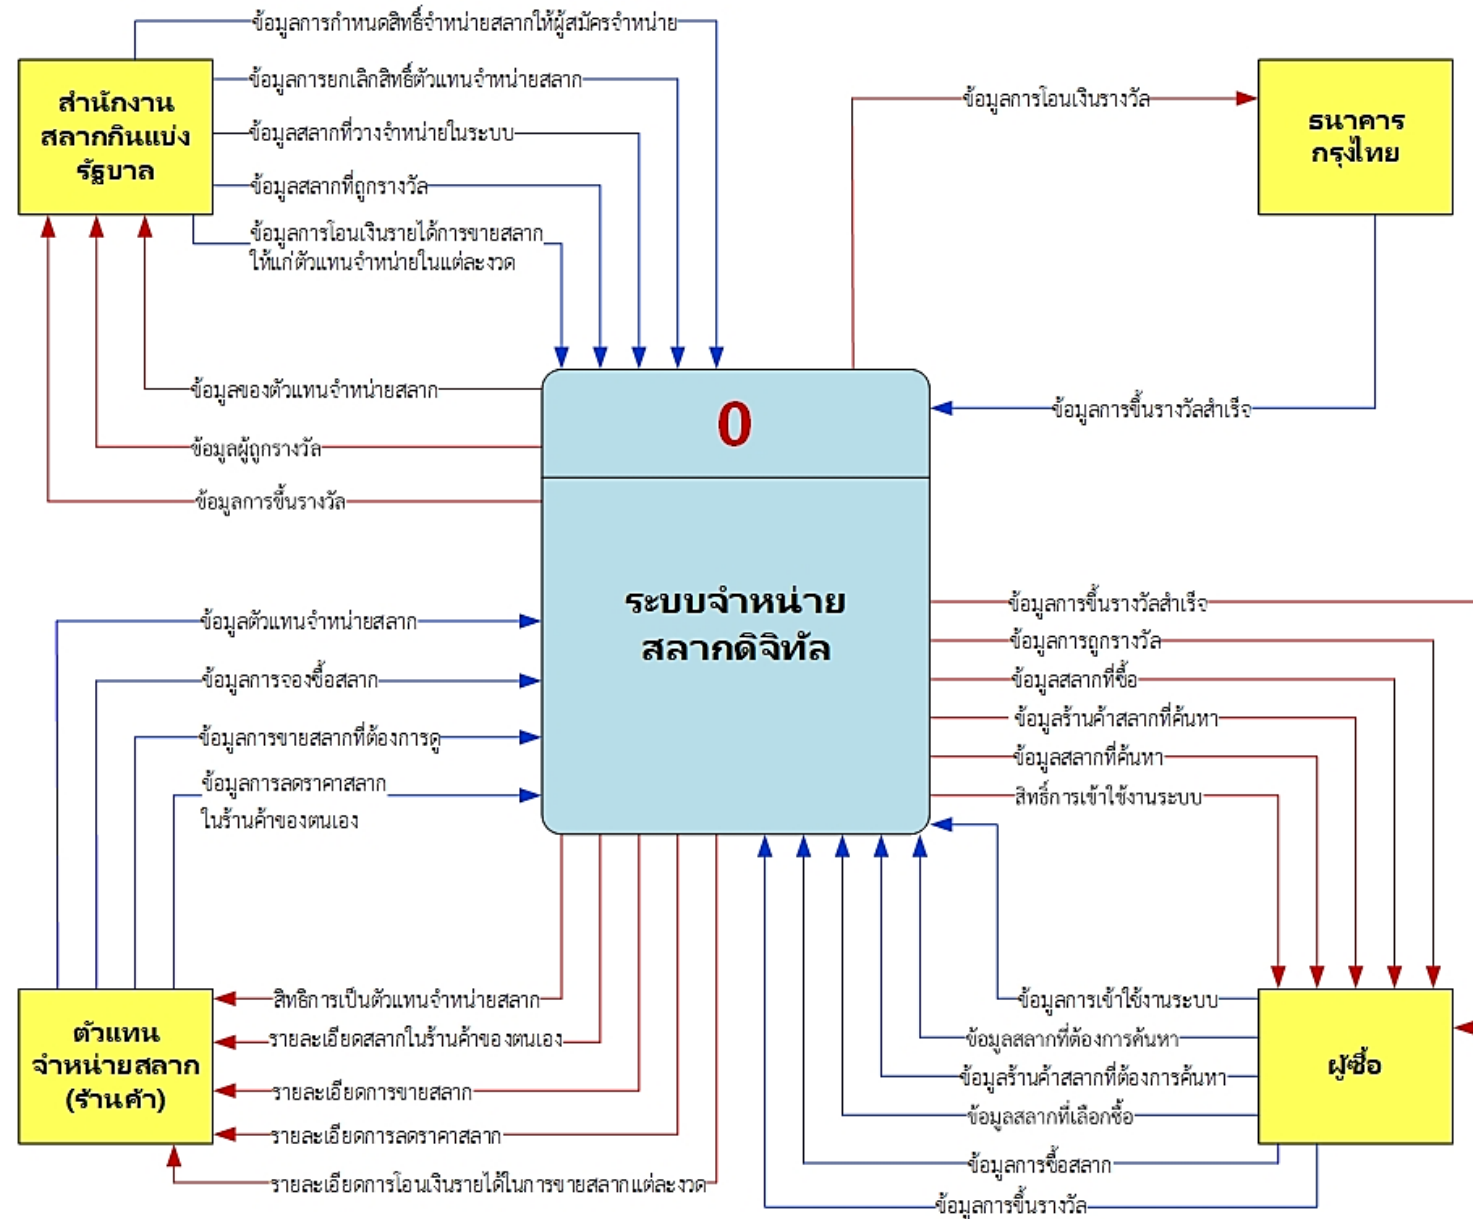 ข้อมูลการกำหนดสิทธิ์จำหน่ายสลากให้ผู้สมัครจำหน่าย
สำนักงาน
สลากกินแบ่ง
รัฐบาล
ข้อมูลการยกเลิกสิทธิ์ตัวแทนจำหน่ายสลาก
ข้อมูลสลากที่วางจำหน่ายในระบบ
ข้อมูลสลากที่ถูกรางวัล
ข้อมูลการโอนเงินรายได้การขายสลาก
ให้แก่ตัวแทนจำหน่ายในแต่ละงวด
ข้อมูลการโอนเงินรางวัล
ธนาคาร
กรุงไทย
ข้อมูลของตัวแทนจำหน่ายสลาก
ข้อมูลผู้ถูกรางวัล
ข้อมูลการขึ้นรางวัล
0
ข้อมูลการขึ้นรางวัลสำเร็จ
ระบบจำหน่าย
สลากดิจิทัล
ข้อมูลตัวแทนจำหน่ายสลาก
ข้อมูลการจองซื้อสลาก
ข้อมูลการขายสลากที่ต้องการดู
ข้อมูลการลดราคาสลาก
ในร้านค้าของตนเอง
ข้อมูลการขึ้นรางวัลสำเร็จ
ข้อมูลการถูกรางวัล
ข้อมูลสลากที่ซื้อ
ข้อมูลร้านค้าสลากที่ค้นหา
ข้อมูลสลากที่ค้นหา
สิทธิ์การเข้าใช้งานระบบ
ตัวแทน
จำหน่ายสลาก
(ร้านค้า)
สิทธิการเป็นตัวแทนจำหน่ายสลาก
รายละเอียดสลากในร้านค้าของตนเอง
รายละเอียดการขายสลาก
รายละเอียดการลดราคาสลาก
รายละเอียดการโอนเงินรายได้ในการขายสลากแต่ละงวด
ข้อมูลการเข้าใช้งานระบบ
ข้อมูลสลากที่ต้องการค้นหา
ข้อมูลร้านค้าสลากที่ต้องการค้นหา
ข้อมูลสลากที่เลือกซื้อ
ข้อมูลการซื้อสลาก
ข้อมูลการขึ้นรางวัล
ผู้ซื้อ